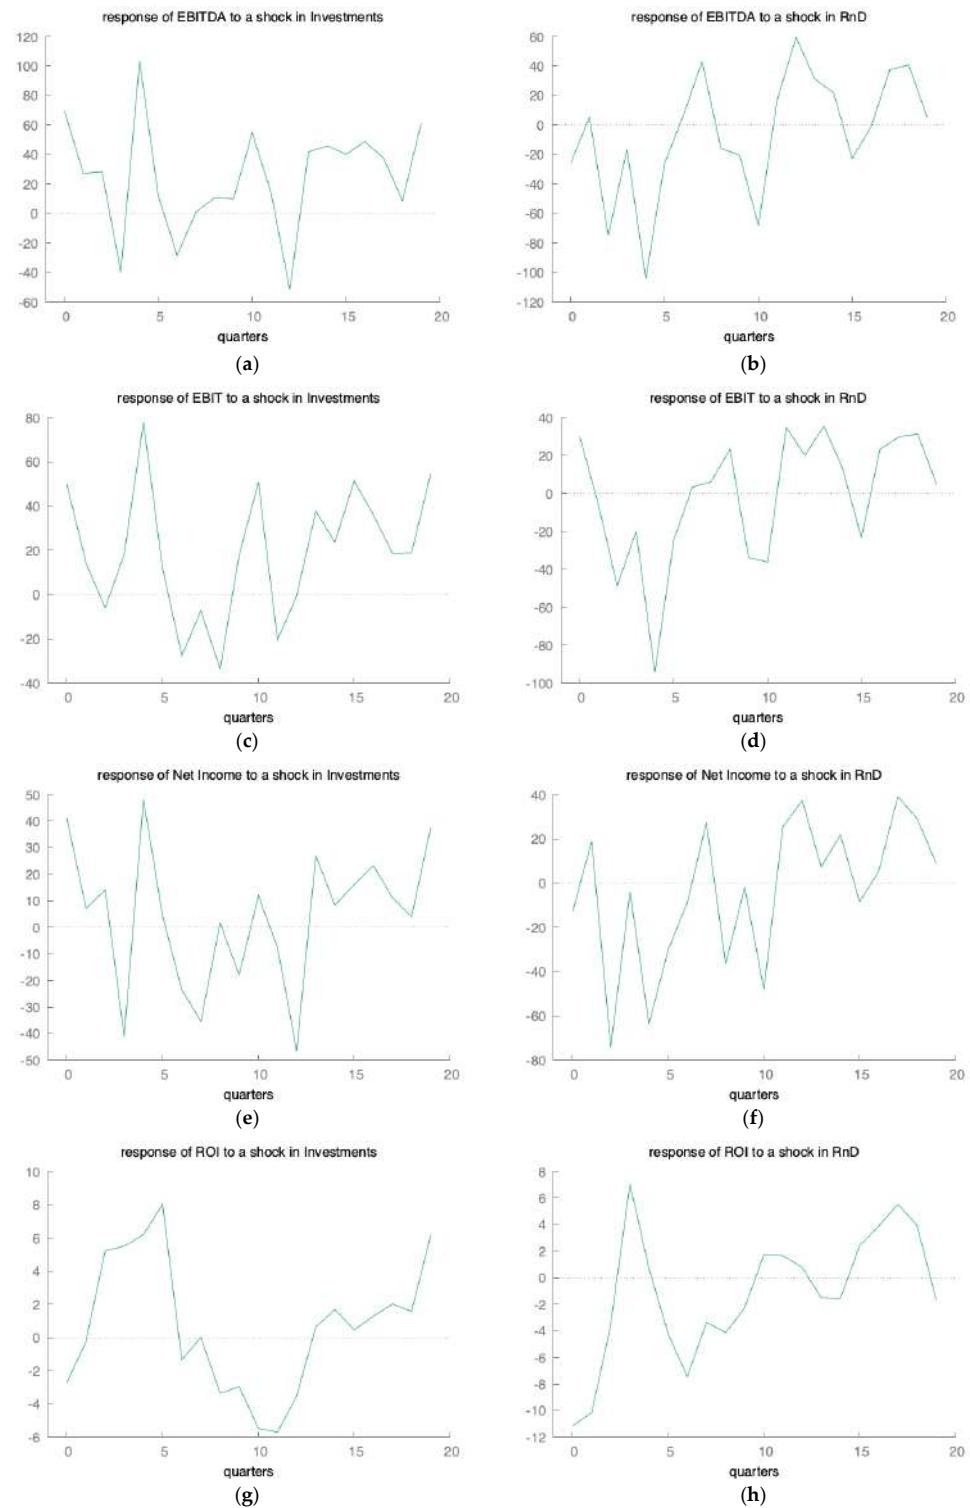 response of EBITDA to a shock in Investments
120
100
80
60
40
20
0
-20
-40
-60
0 5 10 15 20
quarters
(a)
response of EBITDA to a shock in RnD
60
40
20
0
-20
-40
-60
-80
-100
-120
0 5 10 15 20
quarters
(b)
response of EBIT to a shock in Investments
80
60
40
20
0
-20
-40
0 5 10 15 20
quarters
(c)
response of EBIT to a shock in RnD
40
20
0
-20
-40
-60
-80
-100
0 5 10 15 20
quarters
(d)
response of Net Income to a shock in Investments
50
40
30
20
10
0
-10
-20
-30
-40
-50
0 5 10 15 20
quarters
(e)
response of Net Income to a shock in RnD
40
20
0
-20
-40
-60
-80
0 5 10 15 20
quarters
(f)
response of ROI to a shock in Investments
10
8
6
4
2
0
-2
-4
-6
0 5 10 15 20
quarters
(g)
response of ROI to a shock in RnD
8
6
4
2
0
-2
-4
-6
-8
-10
-12
0 5 10 15 20
quarters
(h)